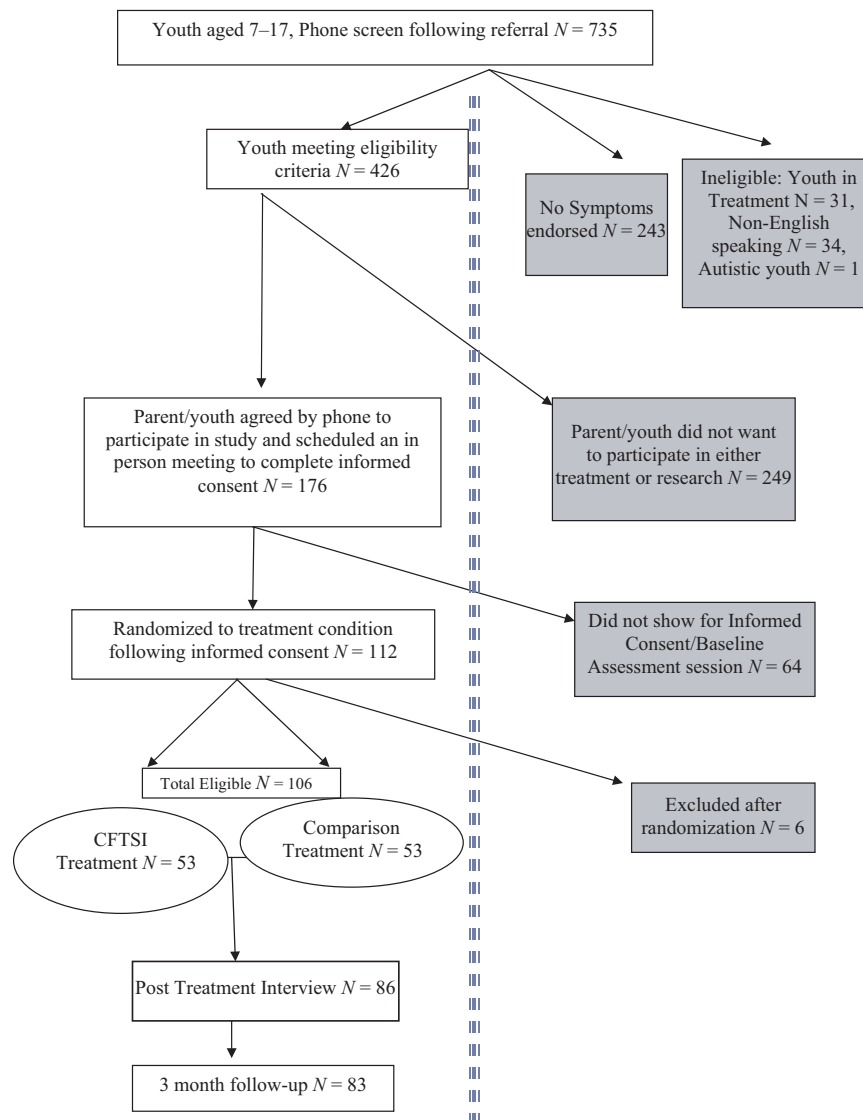 Youth aged 7–17, Phone screen following referral N = 735
Youth meeting eligibility
criteria N = 426
No Symptoms
endorsed N = 243
Ineligible: Youth in
Treatment N = 31,
Non-English
speaking N = 34,
Autistic youth N = 1
Parent/youth agreed by phone to
participate in study and scheduled an in
person meeting to complete informed
consent N = 176
Parent/youth did not want
to participate in either
treatment or research N = 249
Randomized to treatment condition
following informed consent N = 112
Did not show for Informed
Consent/Baseline
Assessment session N = 64
Total Eligible N = 106
CFTSI
Treatment N = 53
Comparison
Treatment N = 53
Excluded after
randomization N = 6
Post Treatment Interview N = 86
3 month follow-up N = 83